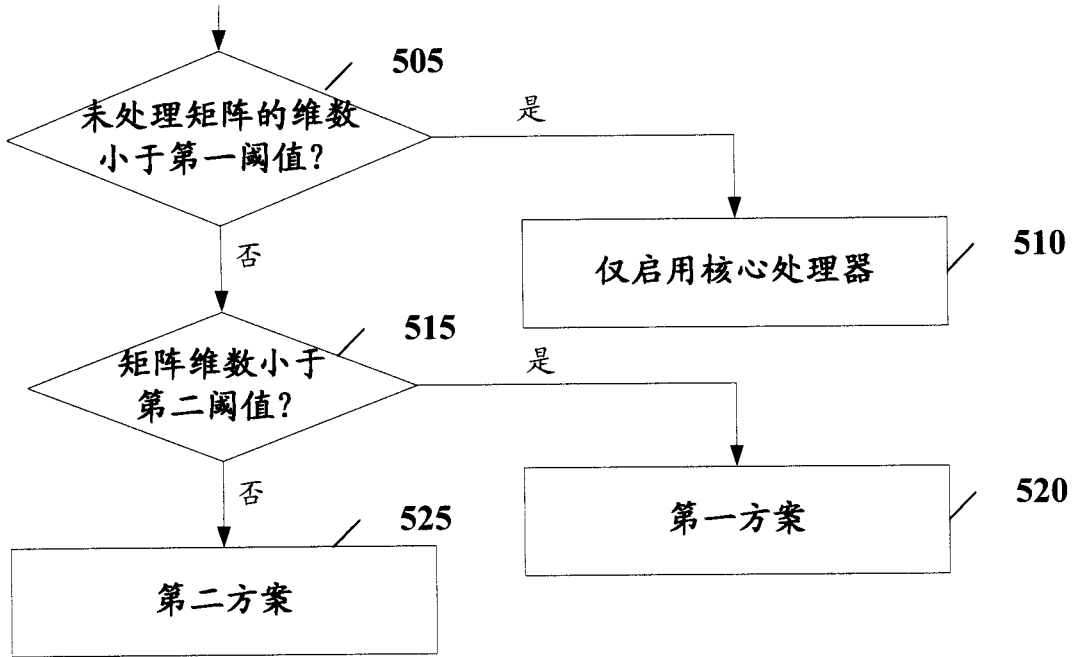 505
未处理矩阵的维数
小于第一阈值?
是
510
仅启用核心处理器
否
515
矩阵维数小于
第二阈值?
是
520
第一方案
否
525
第二方案